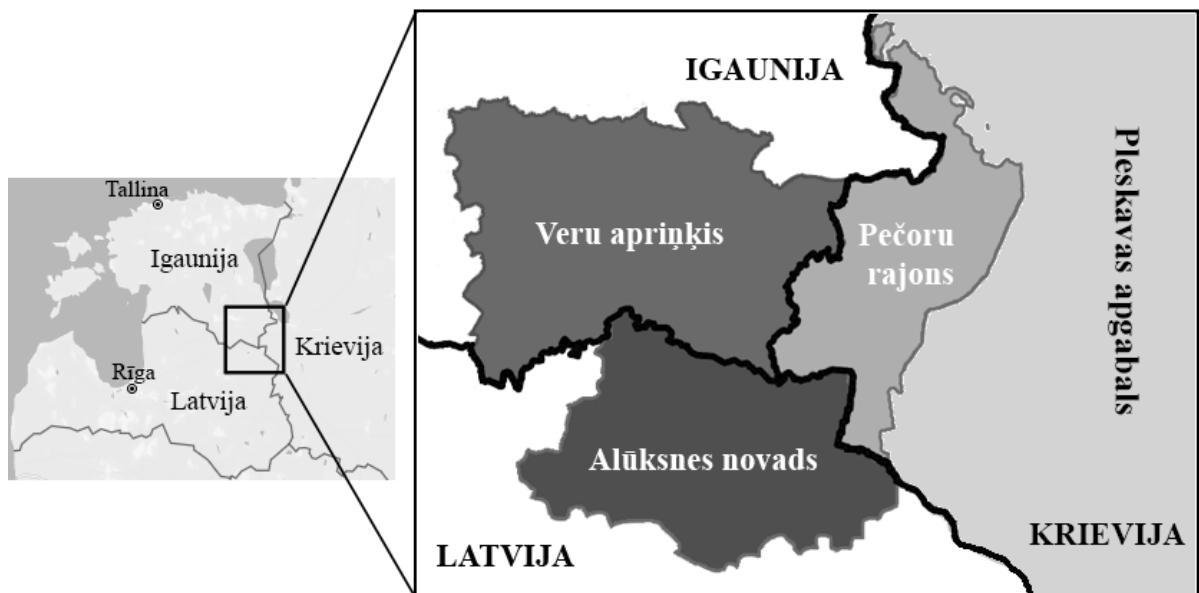 Tallina
Igaunija
Krievija
Rīga
Latvija
IGAUNIJA
Veru apriņķis
Pečoru
rajons
Pleskavas apgabals
Alūksnes novads
LATVIJA
KRIEVIJA